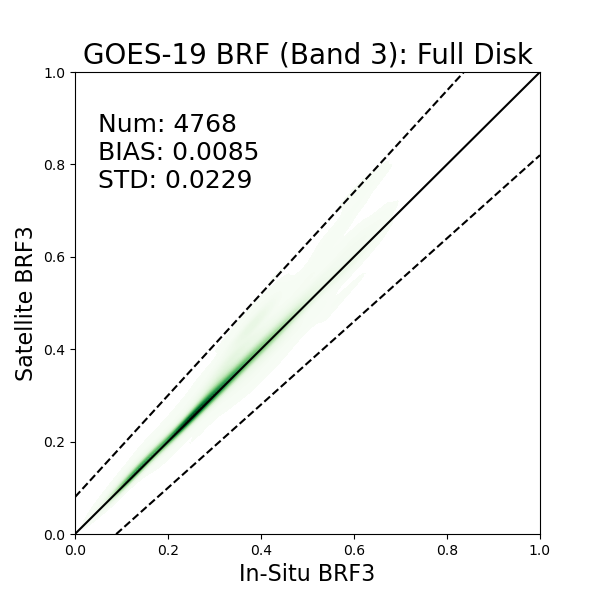 GOES-19 BRF (Band 3): Full Disk
1.0
Num: 4768
BIAS: 0.0085
0.8
STD: 0.0229
0.6
Satellite BRF3
0.4
0.2
0.0
0.0 0.2 0.4 0.6 0.8 1.0
In-Situ BRF3